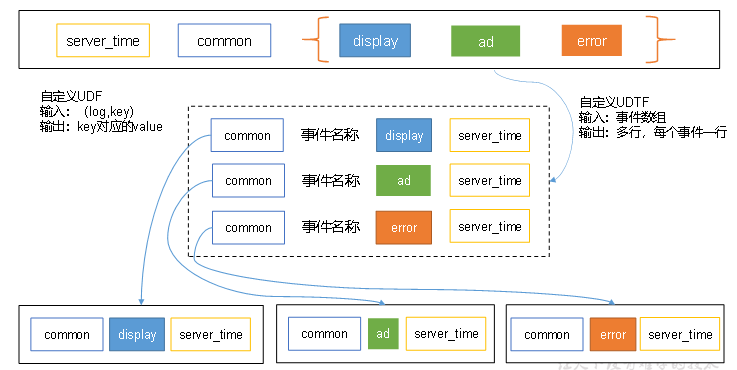 server_time common { display ad error }
自定义UDF
输入：（log,key）
输出：key对应的value
自定义UDTF
输入：事件数组
输出：多行，每个事件一行
common 事件名称 display server_time
common 事件名称 ad server_time
common 事件名称 error server_time
common display server_time
common ad server_time
common error server_time